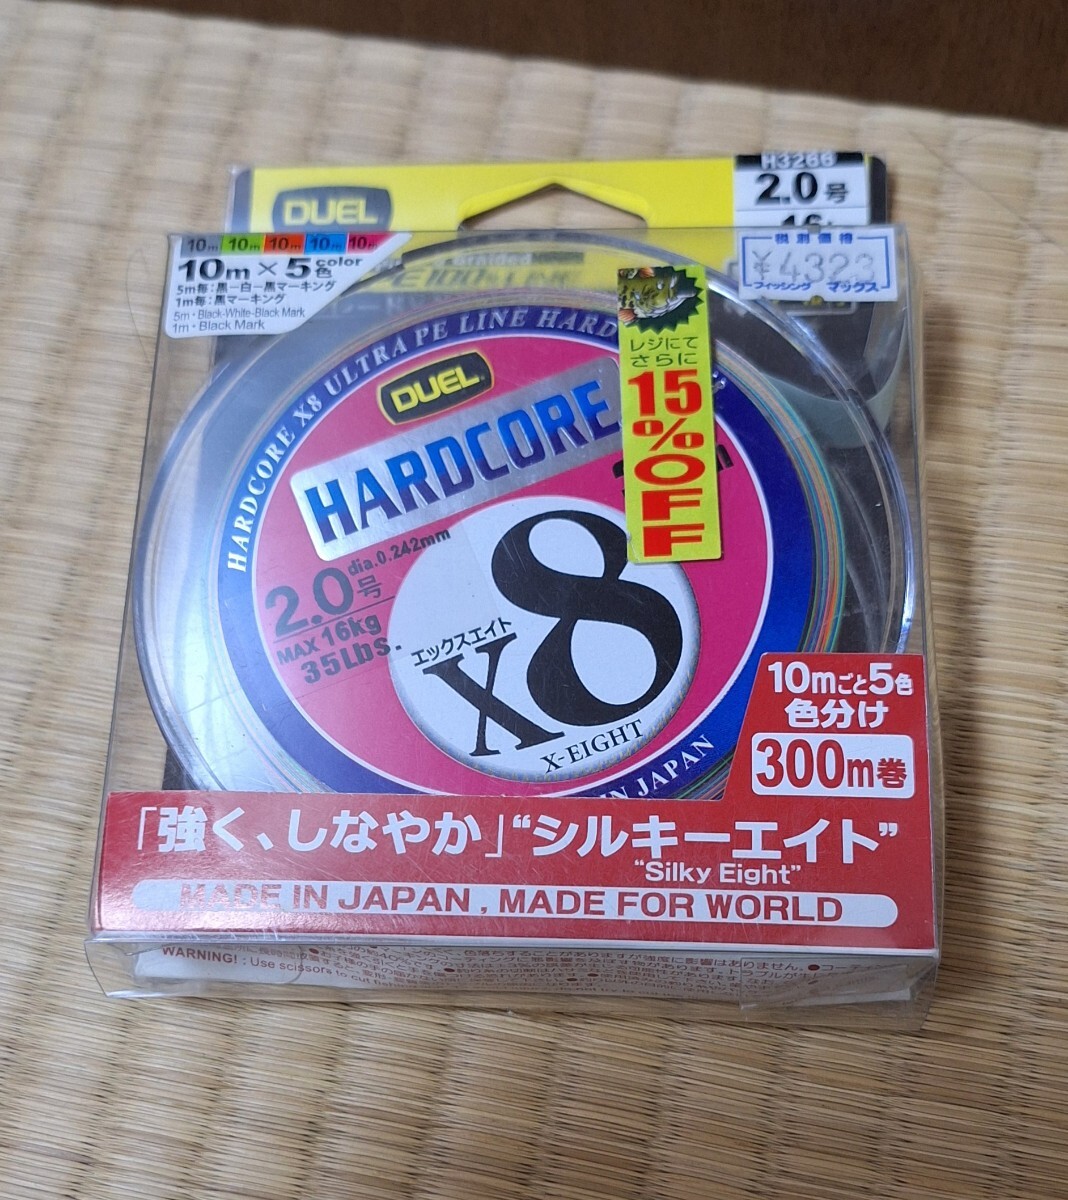 H3266
DUEL
2.0号
10m 10m 10m 10m 10m
10m×5色 color
5m毎：黒ー白ー黒マーキング
1m毎：黒マーキング
5m・Black-White-Black Mark
1m・Black Mark
税別価格
¥4323
フィッシング マックス
HARDCORE X8 ULTRA PE LINE HARD
レジにて
さらに
15%OFF
DUEL
HARDCORE
2.0号 dia.0.242mm
MAX 16kg
35Lbs.
エックスエイト
X8
X-EIGHT
IN JAPAN
10mごと5色
色分け
300m巻
「強く、しなやか」“シルキーエイト”
“Silky Eight”
MADE IN JAPAN , MADE FOR WORLD
WARNING! : Use scissors to cut